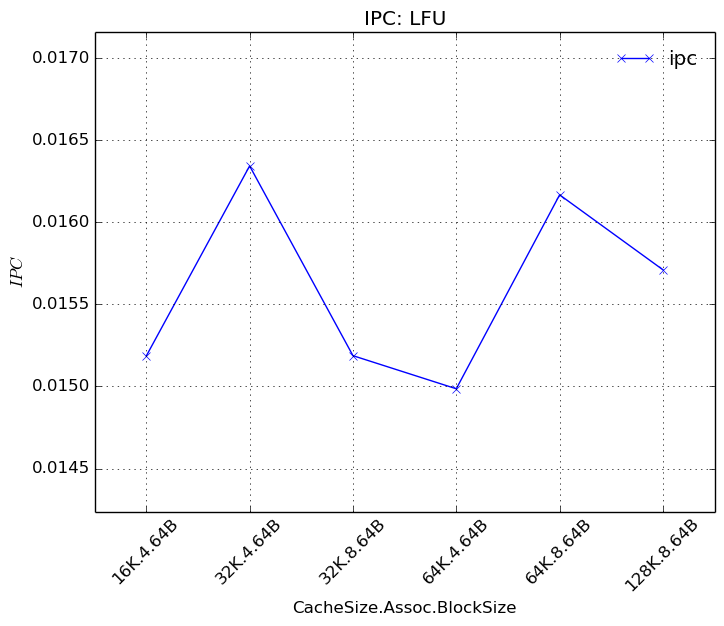 IPC: LFU
ipc
0.0170
0.0165
0.0160
0.0155
0.0150
0.0145
IPC
16K.4.64B
32K.4.64B
32K.8.64B
64K.4.64B
64K.8.64B
128K.8.64B
CacheSize.Assoc.BlockSize